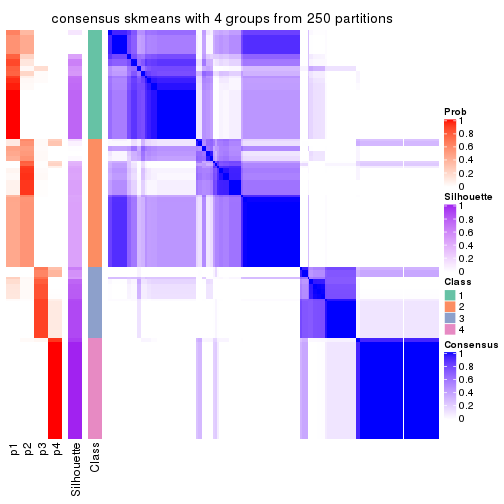 consensus skmeans with 4 groups from 250 partitions
Prob
1
0.8
0.6
0.4
0.2
0
Silhouette
1
0.8
0.6
0.4
0.2
0
Class
1
2
3
4
Consensus
1
0.8
0.6
0.4
0.2
0
p1
p2
p3
p4
Silhouette
Class